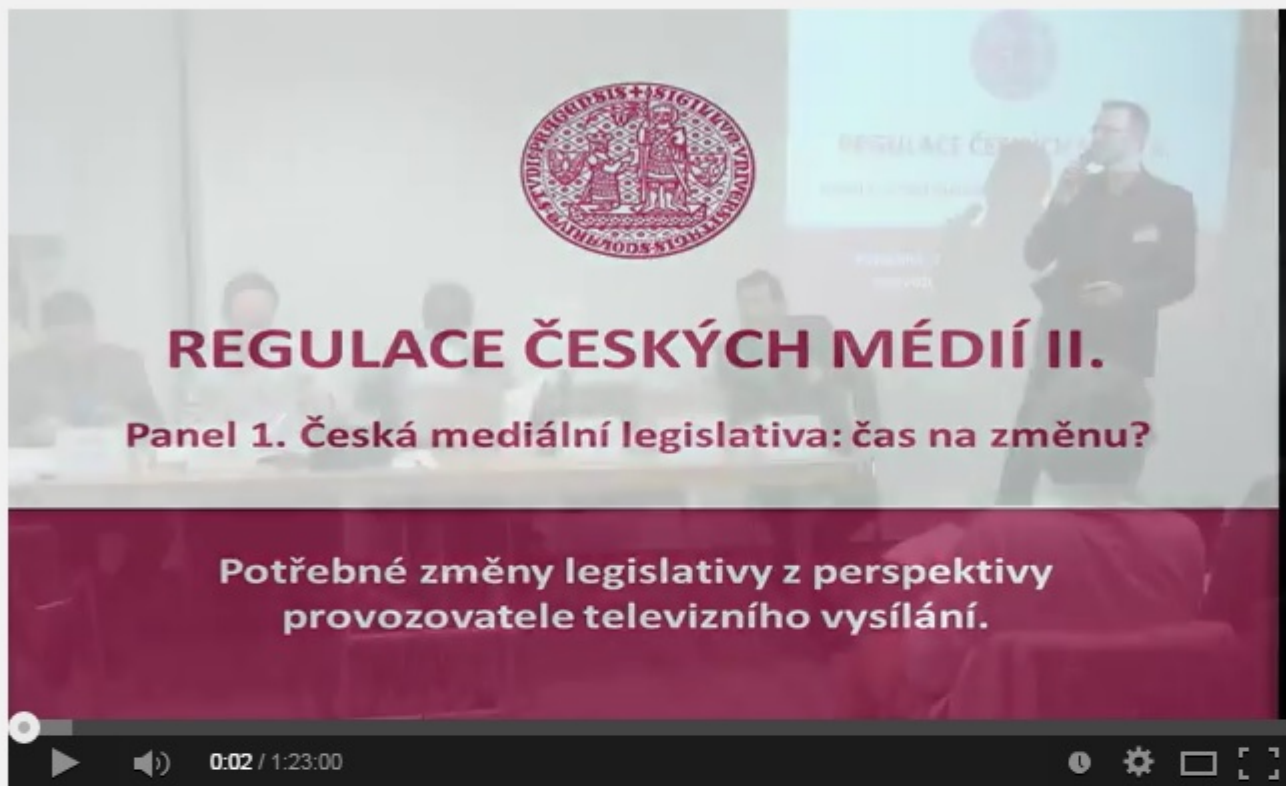 REGULACE ČESKÝCH MÉDIÍ II.
Panel 1. Česká mediální legislativa: čas na změnu?
Potřebné změny legislativy z perspektivy
provozovatele televizního vysílání.
0:02 / 1:23:00